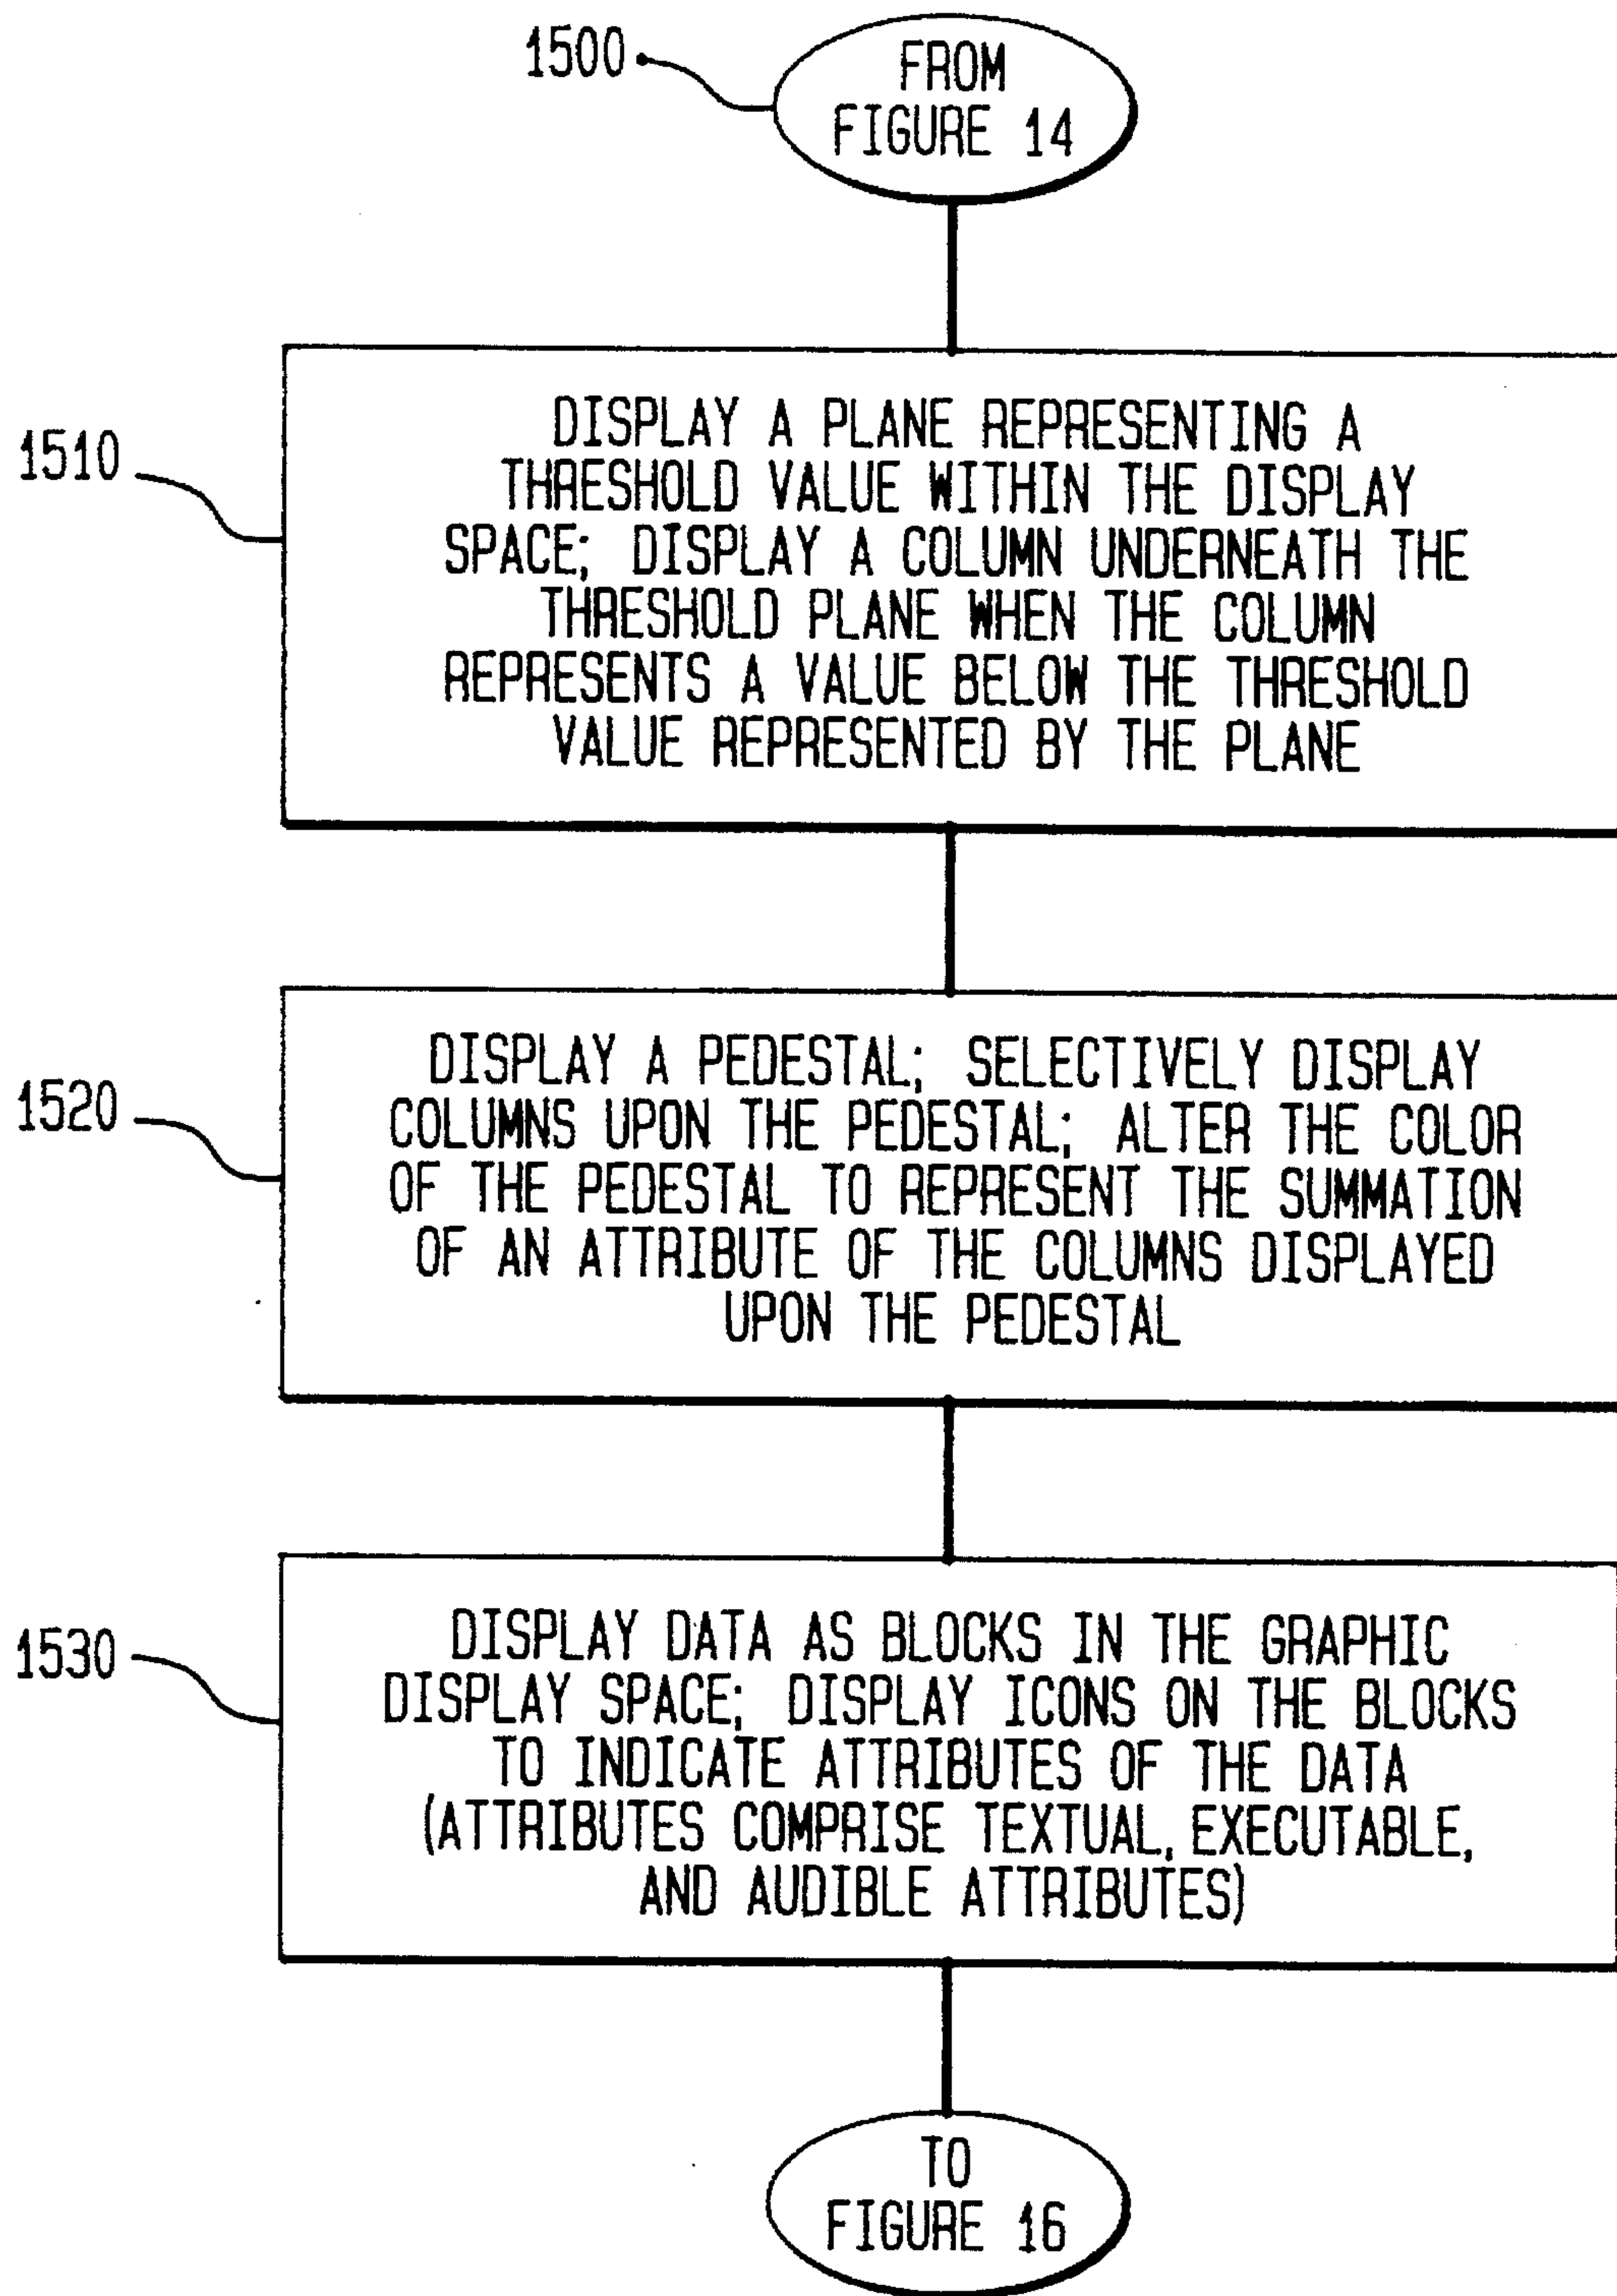 1500
FROM
FIGURE 14
1510
DISPLAY A PLANE REPRESENTING A
THRESHOLD VALUE WITHIN THE DISPLAY
SPACE; DISPLAY A COLUMN UNDERNEATH THE
THRESHOLD PLANE WHEN THE COLUMN
REPRESENTS A VALUE BELOW THE THRESHOLD
VALUE REPRESENTED BY THE PLANE
1520
DISPLAY A PEDESTAL; SELECTIVELY DISPLAY
COLUMNS UPON THE PEDESTAL; ALTER THE COLOR
OF THE PEDESTAL TO REPRESENT THE SUMMATION
OF AN ATTRIBUTE OF THE COLUMNS DISPLAYED
UPON THE PEDESTAL
1530
DISPLAY DATA AS BLOCKS IN THE GRAPHIC
DISPLAY SPACE; DISPLAY ICONS ON THE BLOCKS
TO INDICATE ATTRIBUTES OF THE DATA
(ATTRIBUTES COMPRISE TEXTUAL, EXECUTABLE,
AND AUDIBLE ATTRIBUTES)
TO
FIGURE 16